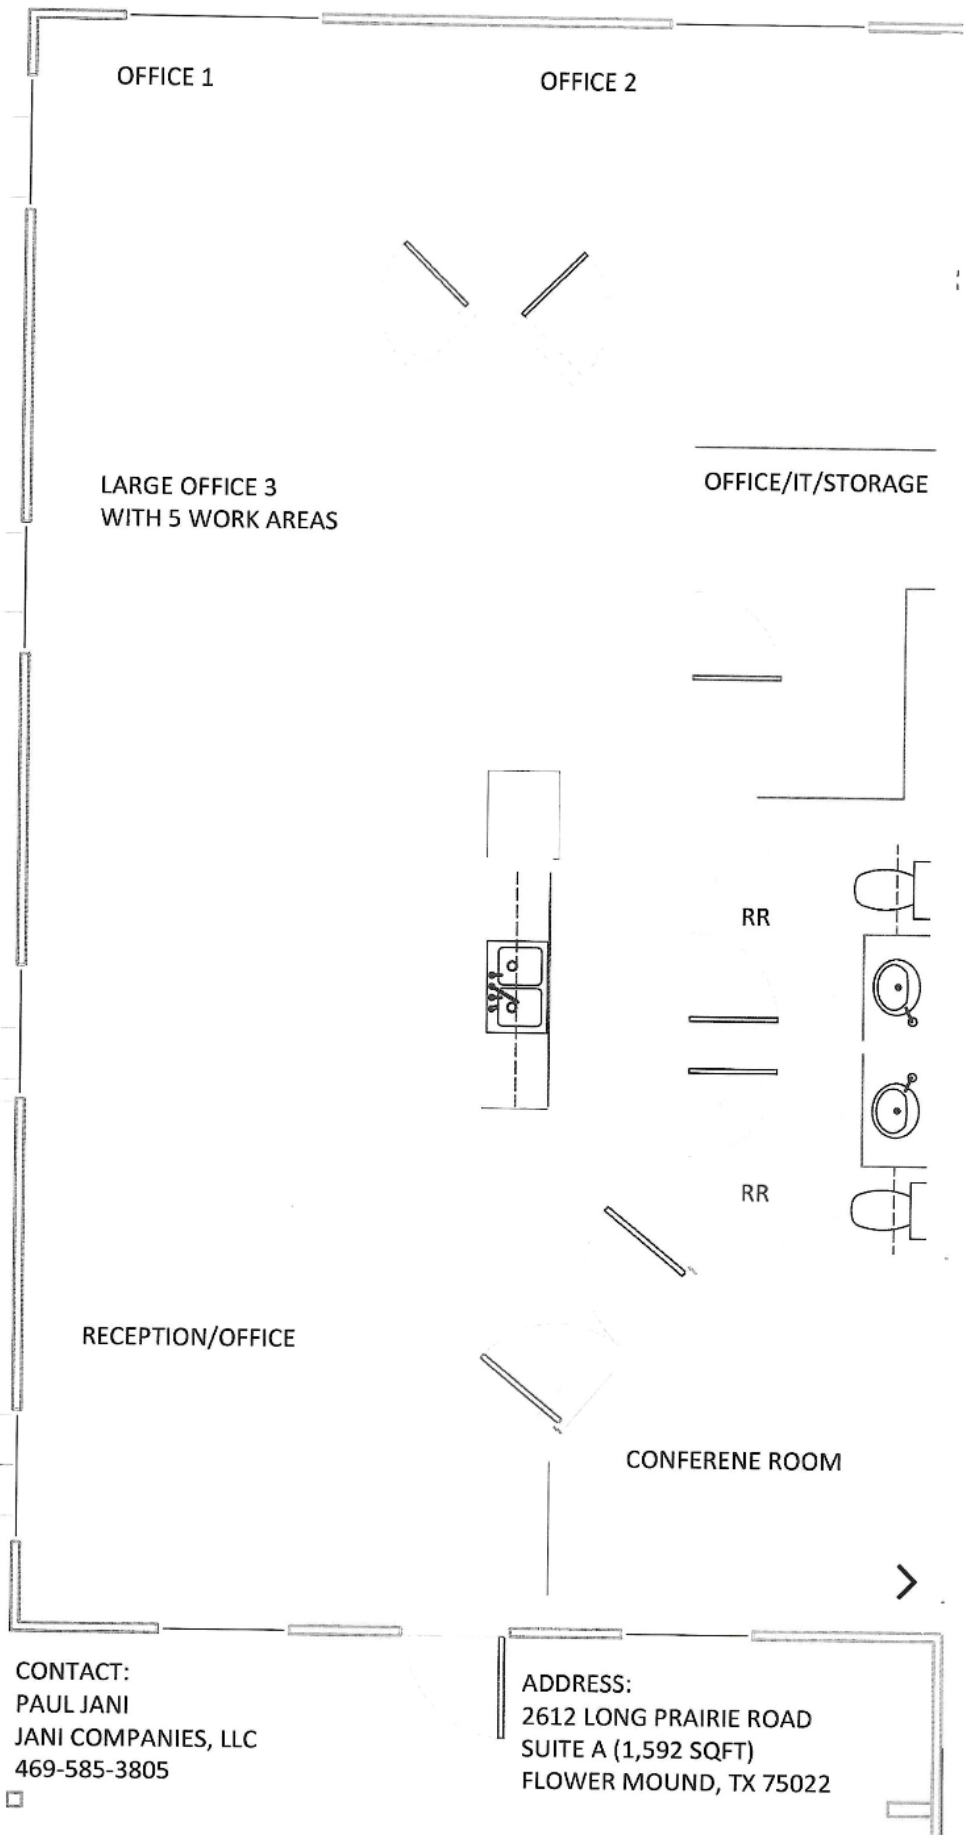 OFFICE 1
OFFICE 2
LARGE OFFICE 3
WITH 5 WORK AREAS
OFFICE/IT/STORAGE
RR
RR
RECEPTION/OFFICE
CONFERENE ROOM
CONTACT:
PAUL JANI
JANI COMPANIES, LLC
469-585-3805
ADDRESS:
2612 LONG PRAIRIE ROAD
SUITE A (1,592 SQFT)
FLOWER MOUND, TX 75022